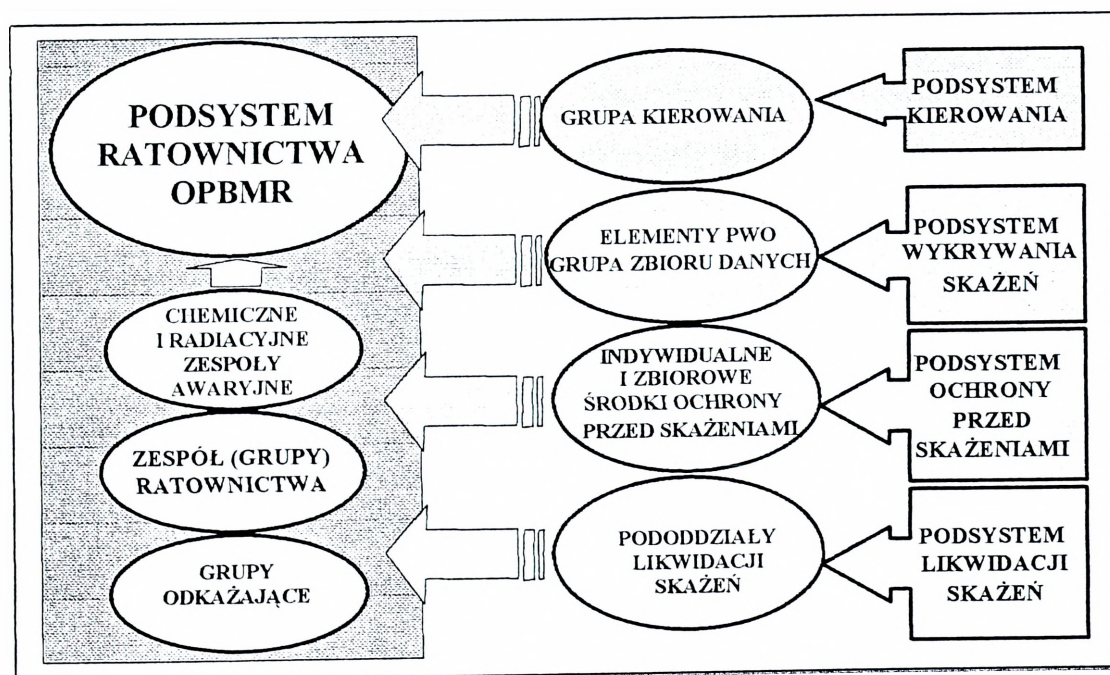 PODSYSTEM
RATOWNICTWA
OPBMR
CHEMICZNE
I RADIACYJNE
ZESPOŁY
AWARYJNE
ZESPÓŁ (GRUPY)
RATOWNICTWA
GRUPY
ODKAŻAJĄCE
GRUPA KIEROWANIA
ELEMENTY PWO
GRUPA ZBIORU DANYCH
INDYWIDUALNE
I ZBIOROWE
ŚRODKI OCHRONY
PRZED SKAŻENIAMI
PODODDZIAŁY
LIKWIDACJI
SKAŻEŃ
PODSYSTEM
KIEROWANIA
PODSYSTEM
WYKRYWANIA
SKAŻEŃ
PODSYSTEM
OCHRONY
PRZED
SKAŻENIAMI
PODSYSTEM
LIKWIDACJI
SKAŻEŃ